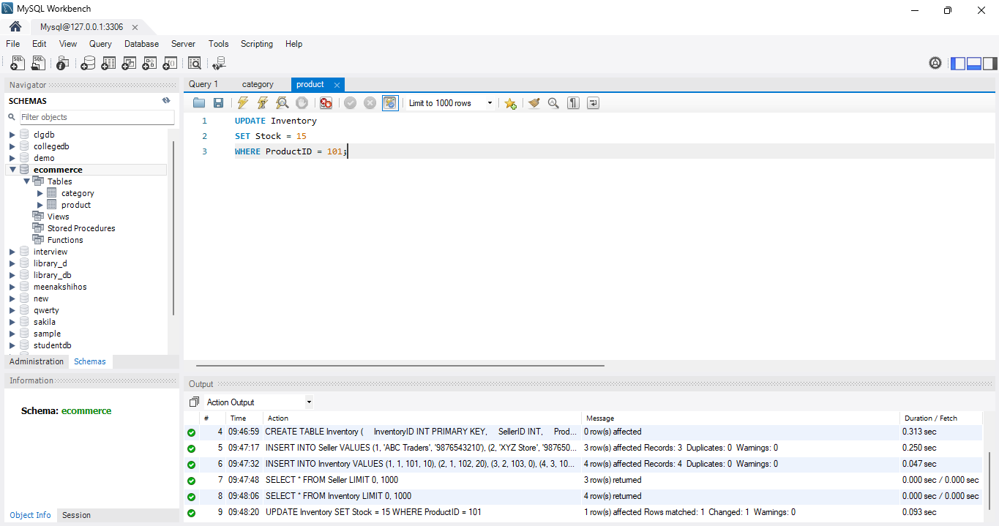 MySQL Workbench
Mysql@127.0.0.1:3306
File Edit View Query Database Server Tools Scripting Help
Navigator
SCHEMAS
Filter objects
clgdb
collegedb
demo
ecommerce
Tables
category
product
Views
Stored Procedures
Functions
interview
library_d
library_db
meenakshihos
new
qwerty
sakila
sample
studentdb
Administration Schemas
Information
Schema: ecommerce
Object Info Session
Query 1 category product
Limit to 1000 rows
1 UPDATE Inventory
2 SET Stock = 15
3 WHERE ProductID = 101;
Output
Action Output
# Time Action Message Duration / Fetch
4 09:46:59 CREATE TABLE Inventory ( InventoryID INT PRIMARY KEY, SellerID INT, Prod... 0 row(s) affected 0.313 sec
5 09:47:17 INSERT INTO Seller VALUES (1, 'ABC Traders', '9876543210'), (2, 'XYZ Store', '987650... 3 row(s) affected Records: 3 Duplicates: 0 Warnings: 0 0.250 sec
6 09:47:32 INSERT INTO Inventory VALUES (1, 1, 101, 10), (2, 1, 102, 20), (3, 2, 103, 0), (4, 3, 10... 4 row(s) affected Records: 4 Duplicates: 0 Warnings: 0 0.047 sec
7 09:47:48 SELECT * FROM Seller LIMIT 0, 1000 3 row(s) returned 0.000 sec / 0.000 sec
8 09:48:06 SELECT * FROM Inventory LIMIT 0, 1000 4 row(s) returned 0.000 sec / 0.000 sec
9 09:48:20 UPDATE Inventory SET Stock = 15 WHERE ProductID = 101 1 row(s) affected Rows matched: 1 Changed: 1 Warnings: 0 0.093 sec